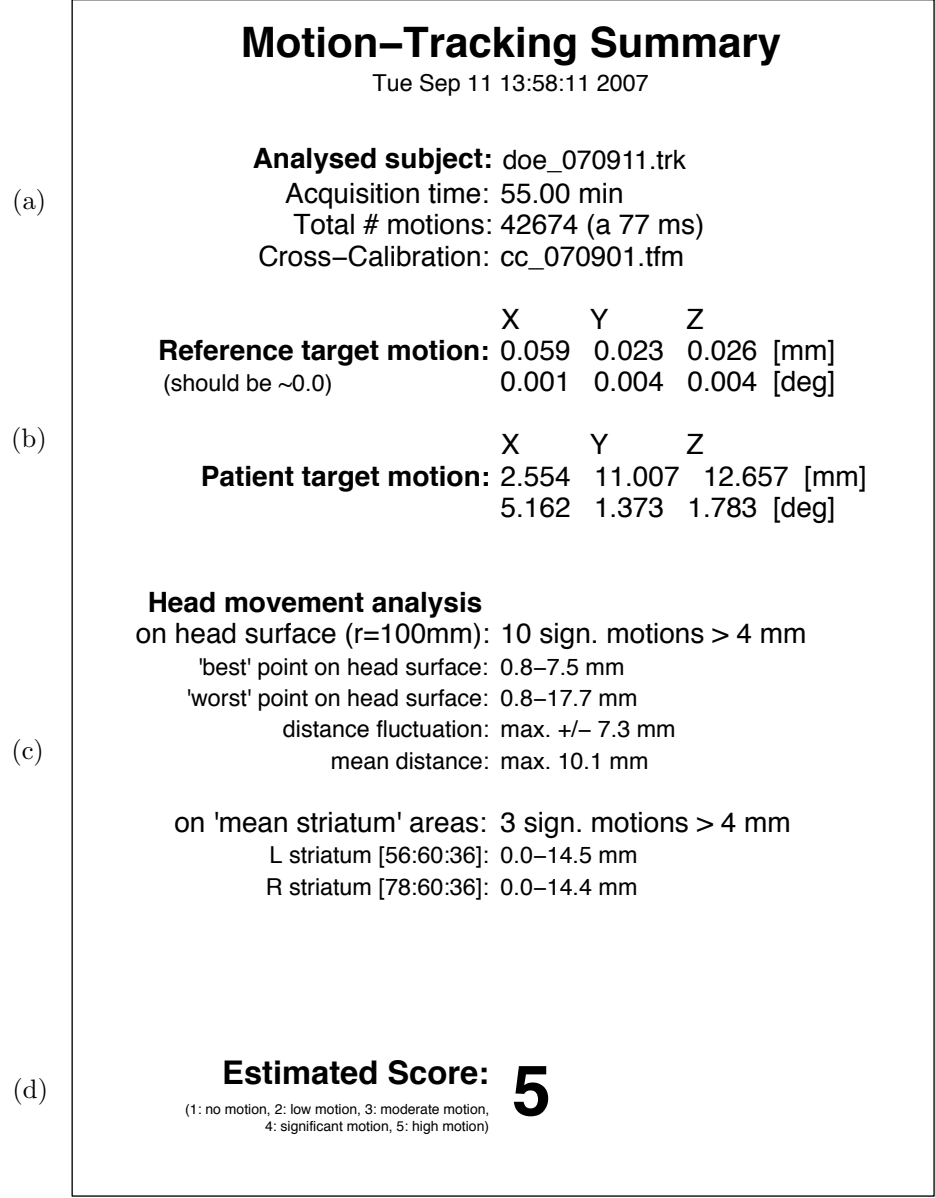 Motion–Tracking Summary
Tue Sep 11 13:58:11 2007
(a)
Analysed subject: doe_070911.trk
Acquisition time: 55.00 min
Total # motions: 42674 (a 77 ms)
Cross–Calibration: cc_070901.tfm
(b)
X Y Z
Reference target motion: 0.059 0.023 0.026 [mm]
(should be ~0.0) 0.001 0.004 0.004 [deg]
X Y Z
Patient target motion: 2.554 11.007 12.657 [mm]
5.162 1.373 1.783 [deg]
(c)
Head movement analysis
on head surface (r=100mm): 10 sign. motions > 4 mm
'best' point on head surface: 0.8–7.5 mm
'worst' point on head surface: 0.8–17.7 mm
distance fluctuation: max. +/– 7.3 mm
mean distance: max. 10.1 mm
on 'mean striatum' areas: 3 sign. motions > 4 mm
L striatum [56:60:36]: 0.0–14.5 mm
R striatum [78:60:36]: 0.0–14.4 mm
(d)
Estimated Score: 5
(1: no motion, 2: low motion, 3: moderate motion,
4: significant motion, 5: high motion)